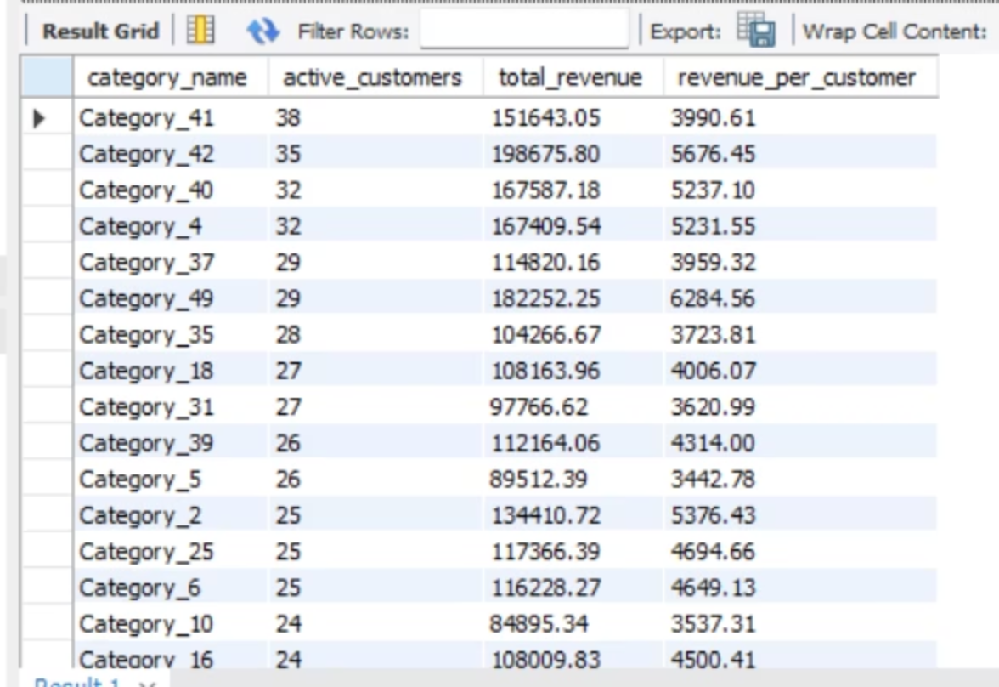 Result Grid Filter Rows: Export: Wrap Cell Content:
category_name active_customers total_revenue revenue_per_customer
Category_41 38 151643.05 3990.61
Category_42 35 198675.80 5676.45
Category_40 32 167587.18 5237.10
Category_4 32 167409.54 5231.55
Category_37 29 114820.16 3959.32
Category_49 29 182252.25 6284.56
Category_35 28 104266.67 3723.81
Category_18 27 108163.96 4006.07
Category_31 27 97766.62 3620.99
Category_39 26 112164.06 4314.00
Category_5 26 89512.39 3442.78
Category_2 25 134410.72 5376.43
Category_25 25 117366.39 4694.66
Category_6 25 116228.27 4649.13
Category_10 24 84895.34 3537.31
Category_16 24 108009.83 4500.41
Result 1